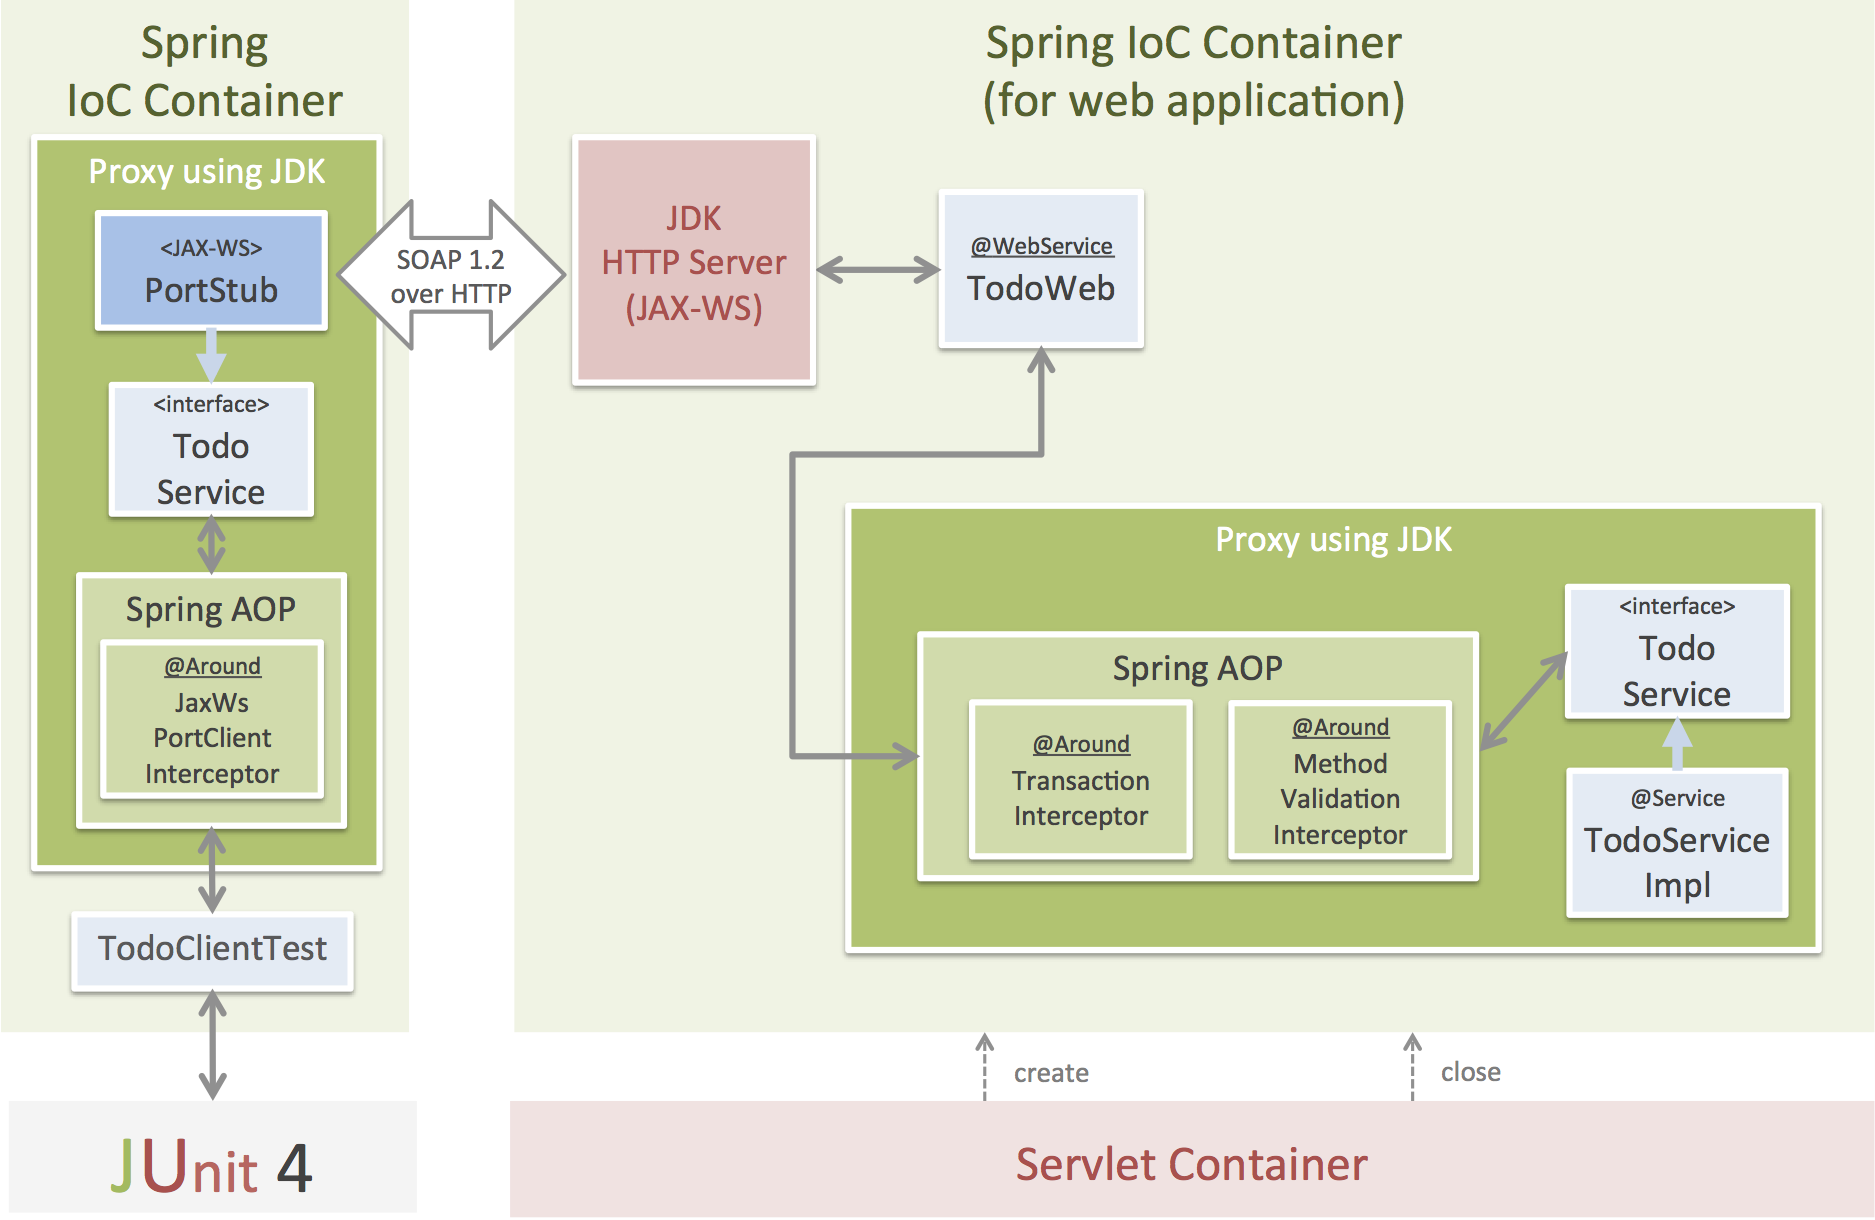 Spring
IoC Container
Proxy using JDK
<JAX-WS>
PortStub
<interface>
Todo
Service
Spring AOP
@Around
JaxWs
PortClient
Interceptor
TodoClientTest
JUnit 4
SOAP 1.2
over HTTP
Spring IoC Container
(for web application)
JDK
HTTP Server
(JAX-WS)
@WebService
TodoWeb
Proxy using JDK
Spring AOP
@Around
Transaction
Interceptor
@Around
Method
Validation
Interceptor
<interface>
Todo
Service
@Service
TodoService
Impl
create
close
Servlet Container